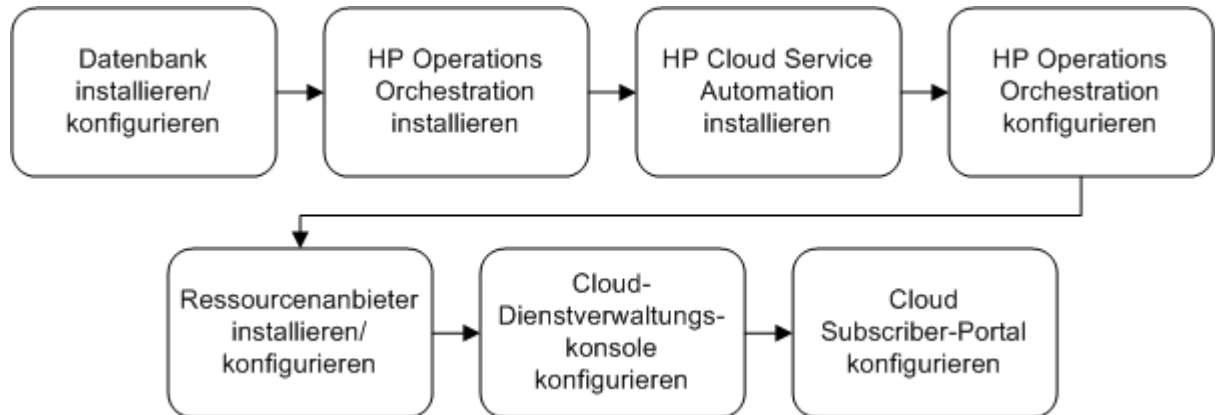 Datenbank
installieren/
konfigurieren
HP Operations
Orchestration
installieren
HP Cloud Service
Automation
installieren
HP Operations
Orchestration
konfigurieren
Ressourcenanbieter
installieren/
konfigurieren
Cloud-
Dienstverwaltungs-
konsole
konfigurieren
Cloud
Subscriber-Portal
konfigurieren